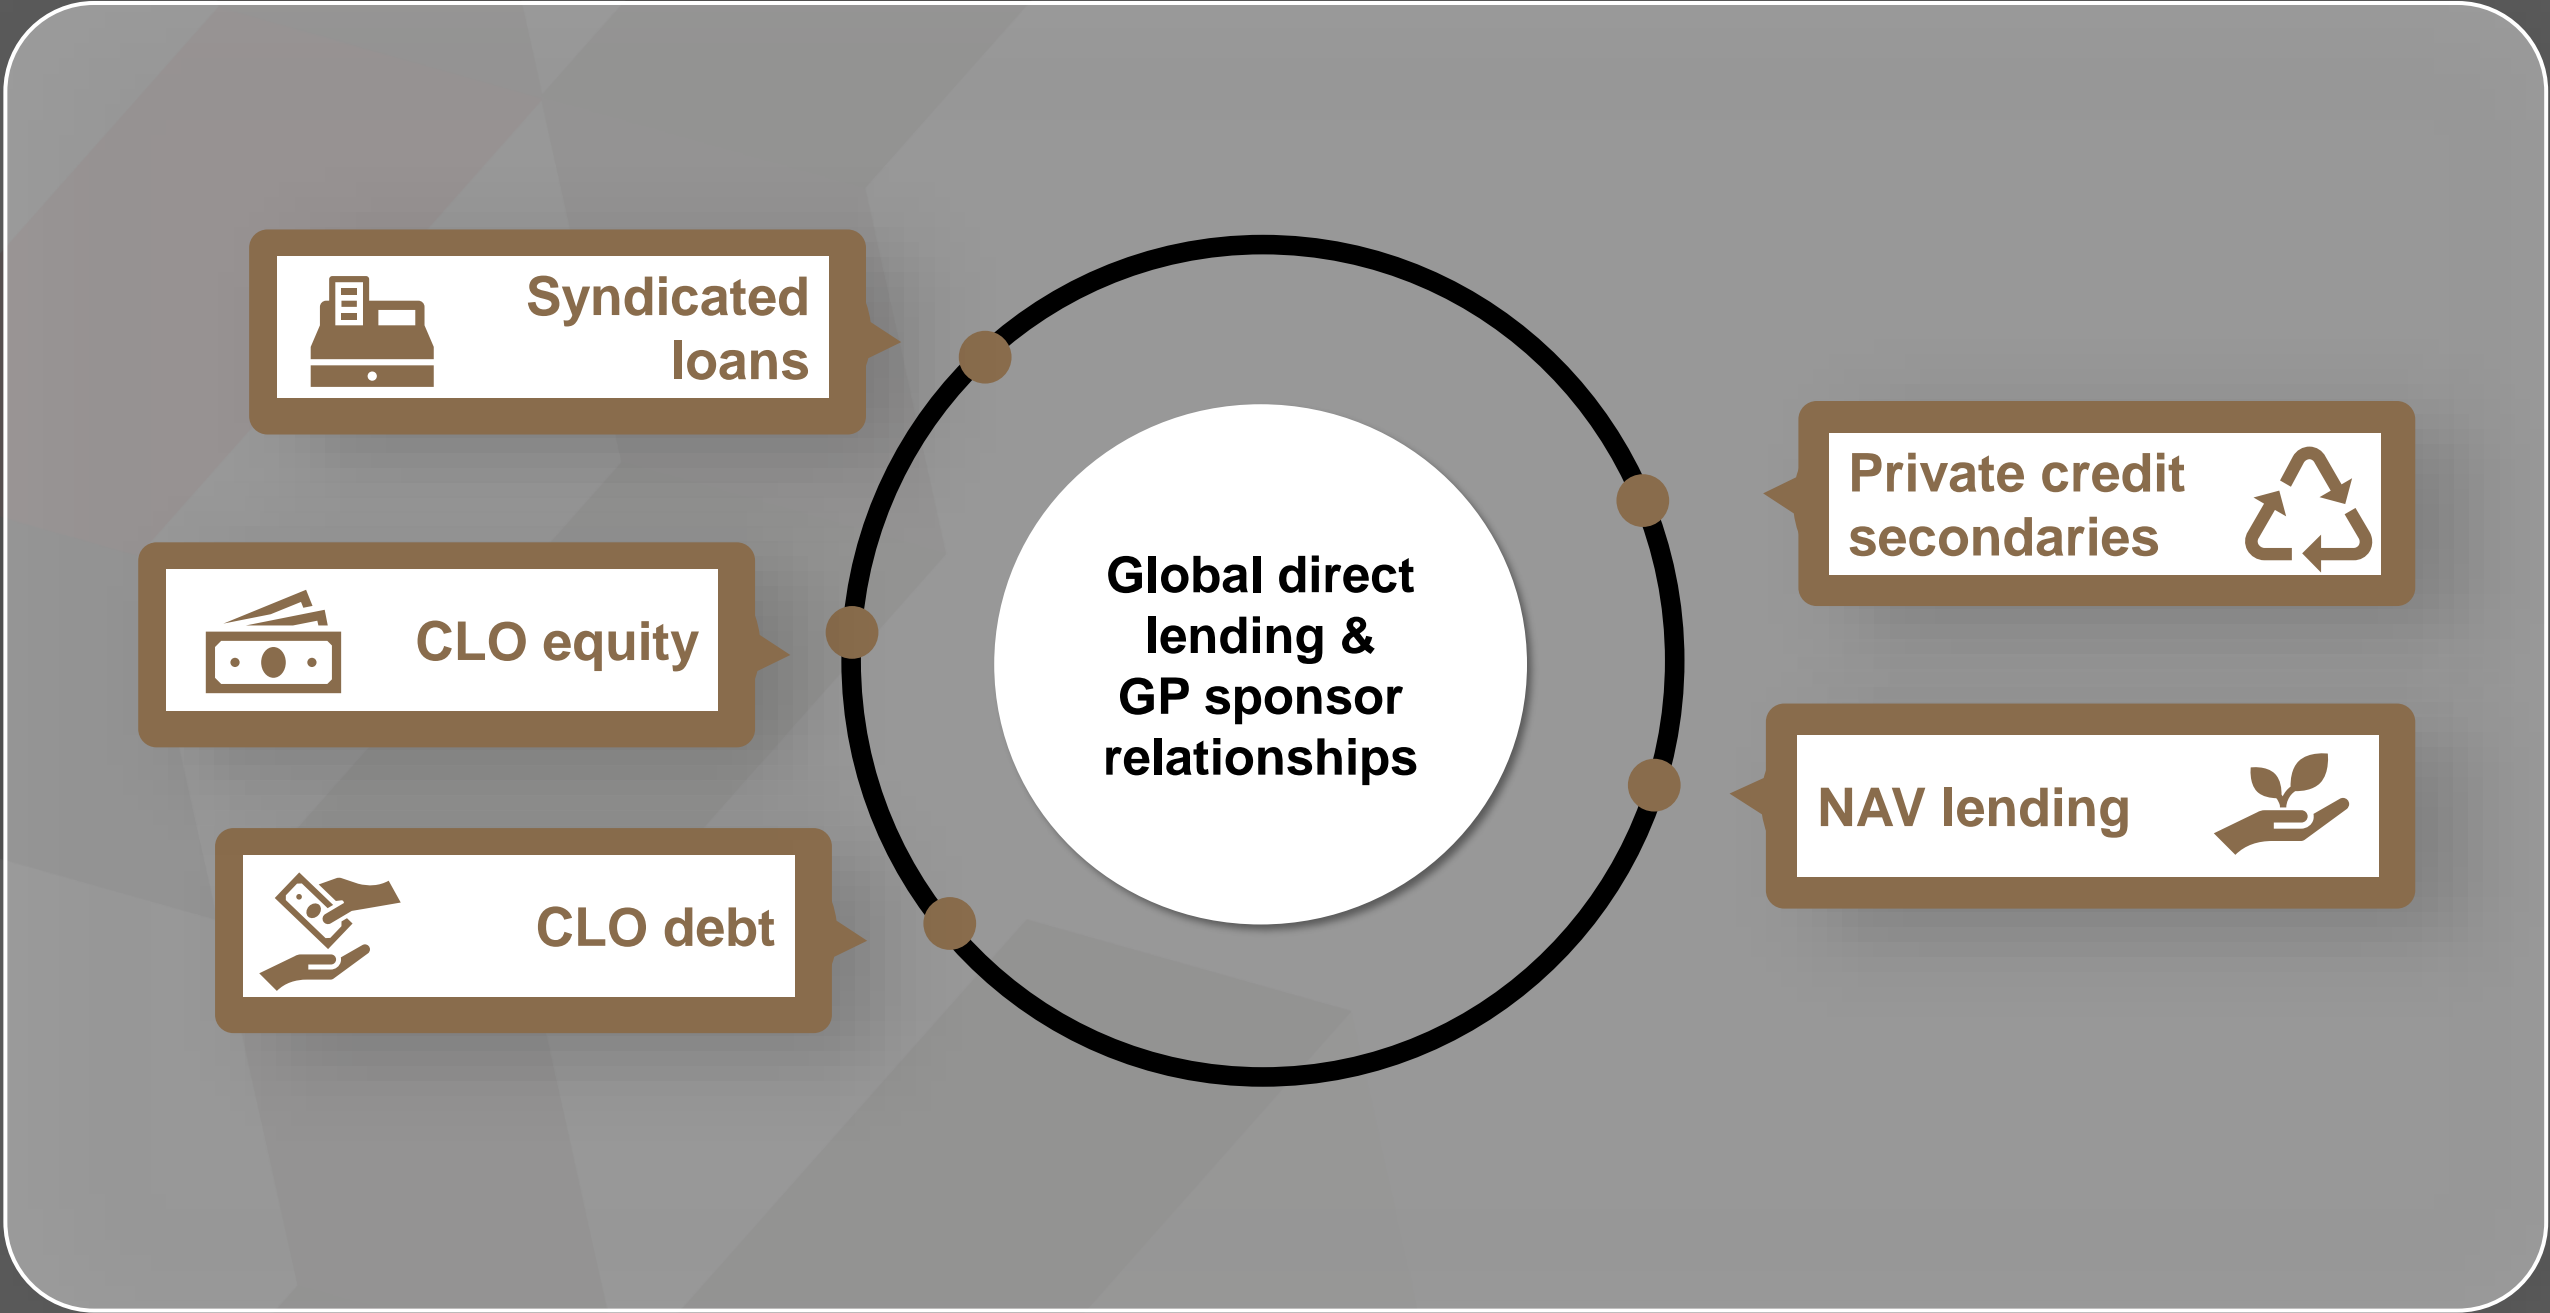 Syndicated
loans
CLO equity
CLO debt
Global direct
lending &
GP sponsor
relationships
Private credit
secondaries
NAV lending